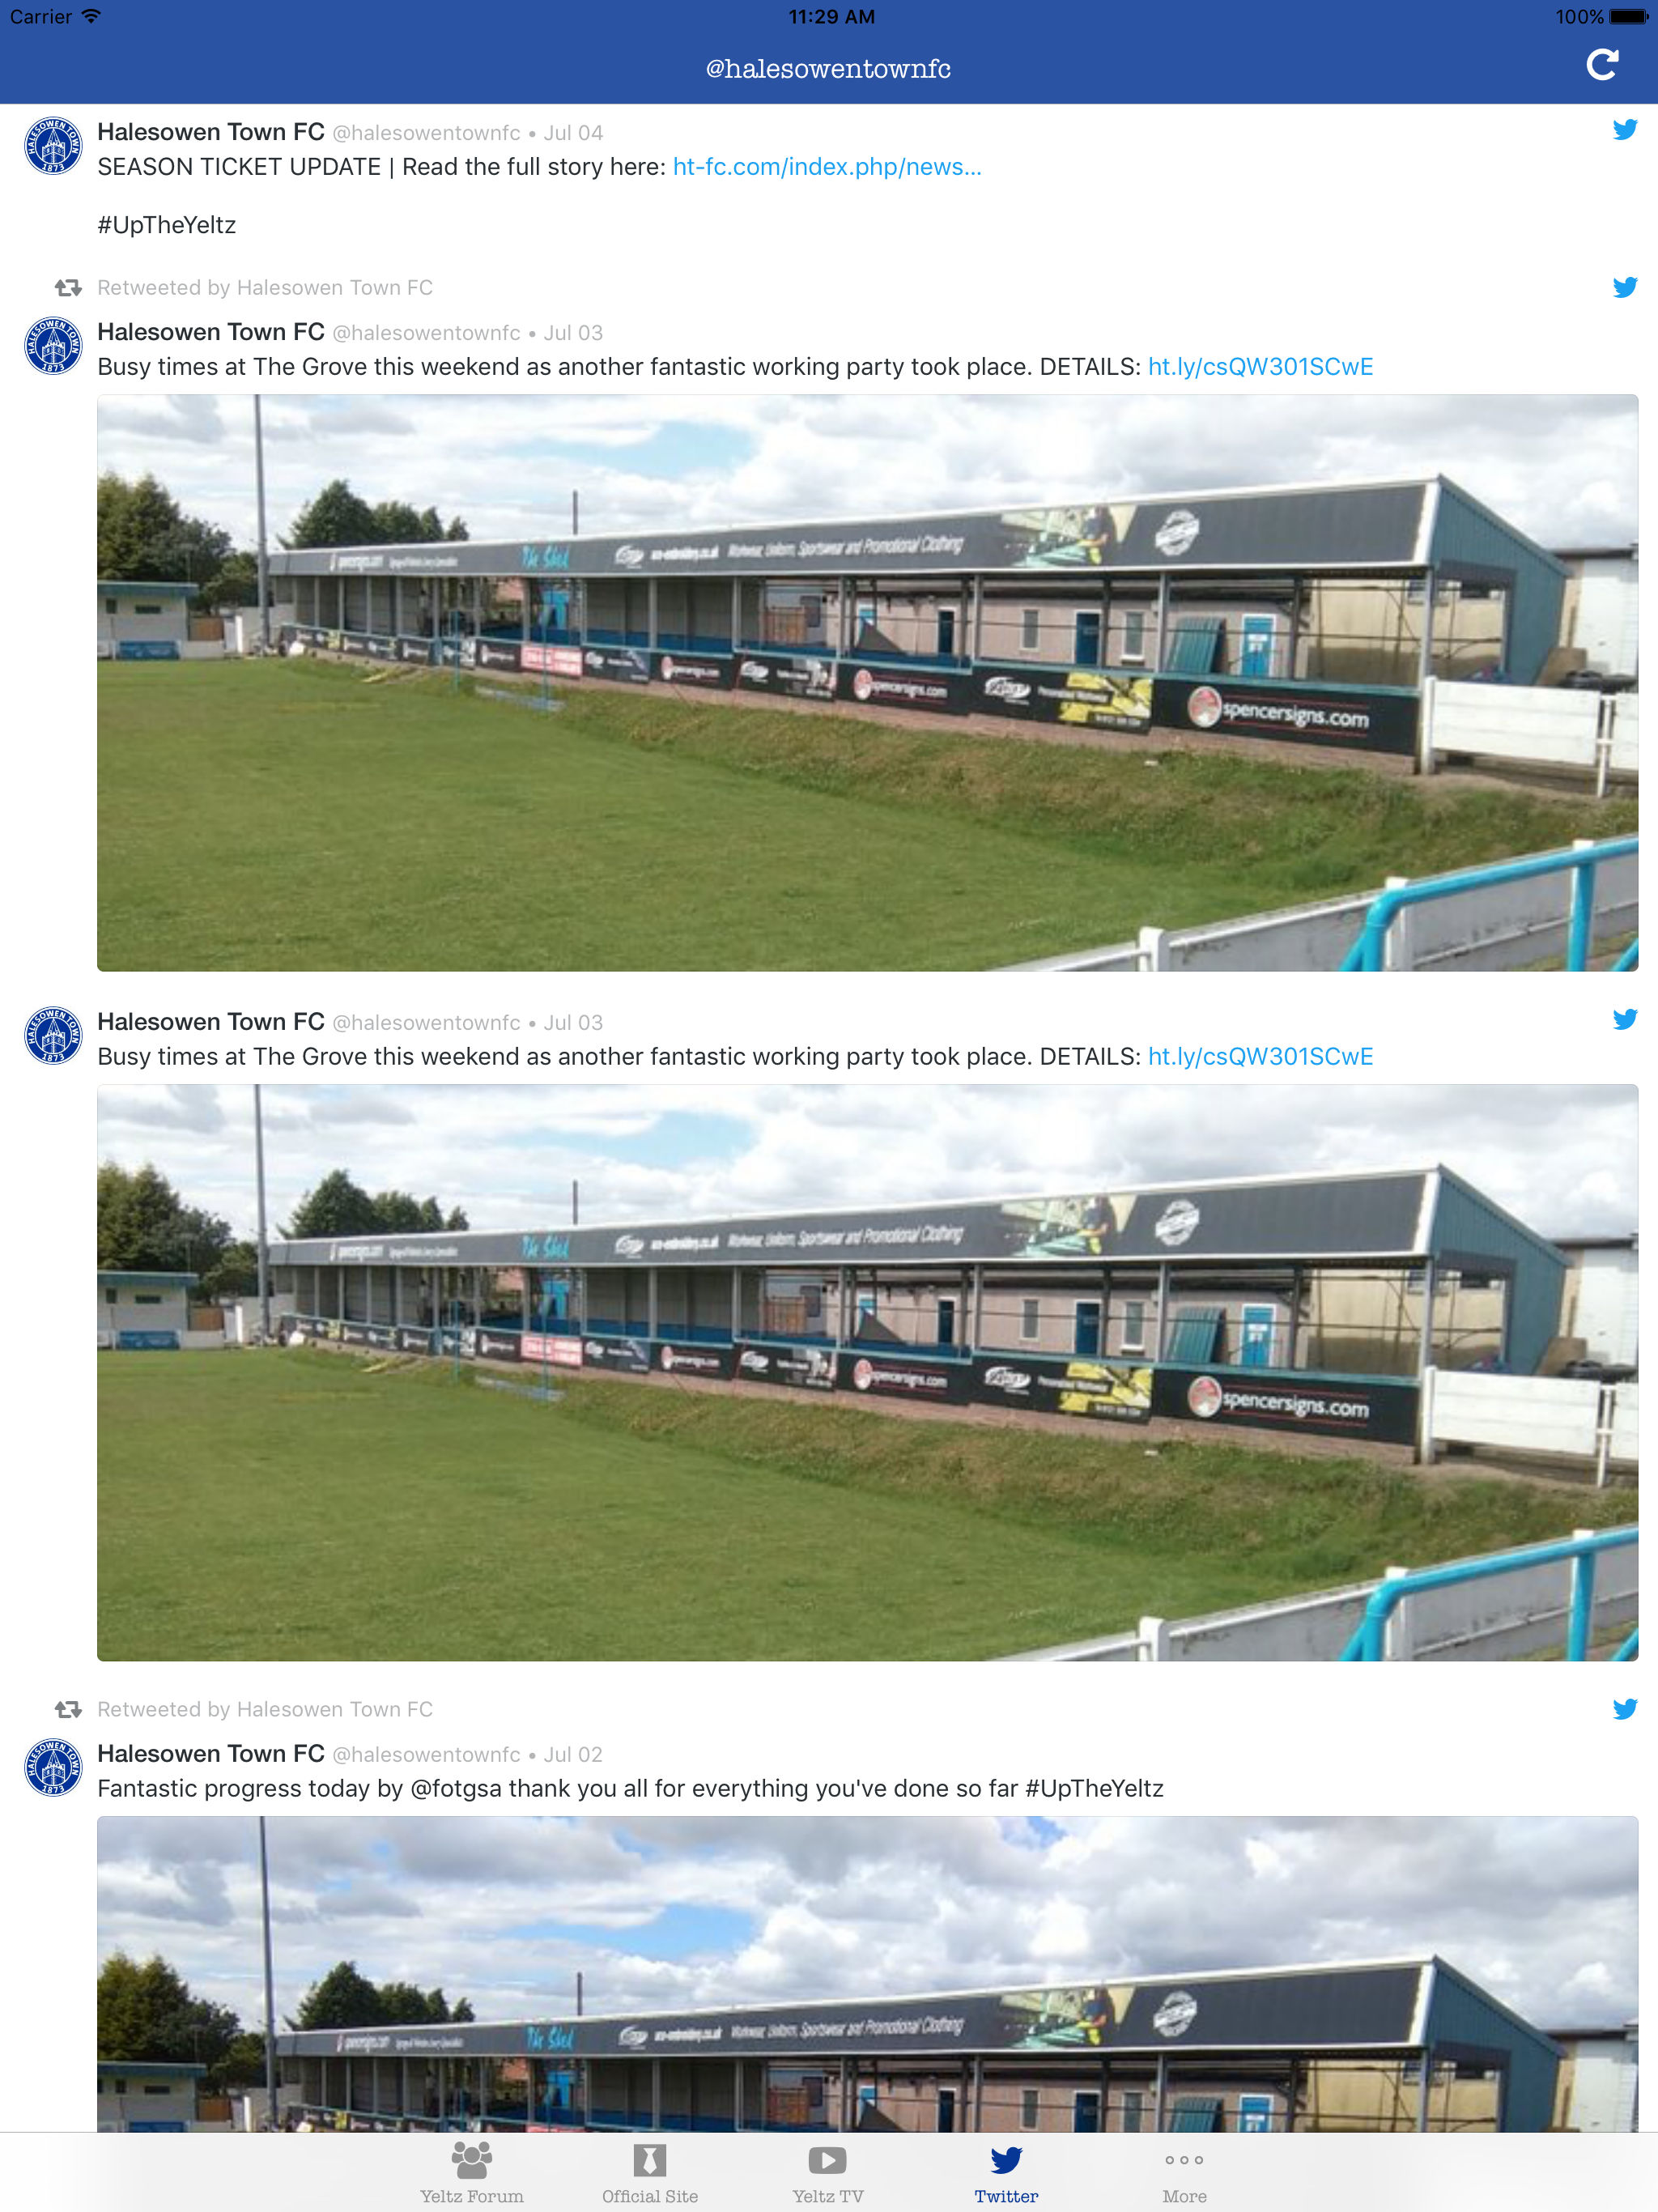 Carrier 11:29 AM 100%
@halesowentownfc
Halesowen Town FC @halesowentownfc • Jul 04
SEASON TICKET UPDATE | Read the full story here: ht-fc.com/index.php/news...
#UpTheYeltz
Retweeted by Halesowen Town FC
HALESOWEN TOWN
1873
Halesowen Town FC @halesowentownfc • Jul 03
Busy times at The Grove this weekend as another fantastic working party took place. DETAILS: ht.ly/csQW301SCwE
The Shed
Workwear, Uniform, Sportswear and Promotional Clothing
spencersigns.com
spencersigns.com
Halesowen Town FC @halesowentownfc • Jul 03
Busy times at The Grove this weekend as another fantastic working party took place. DETAILS: ht.ly/csQW301SCwE
The Shed
Workwear, Uniform, Sportswear and Promotional Clothing
spencersigns.com
spencersigns.com
Retweeted by Halesowen Town FC
Halesowen Town FC @halesowentownfc • Jul 02
Fantastic progress today by @fotgsa thank you all for everything you've done so far #UpTheYeltz
The Shed
Workwear, Uniform, Sportswear and Promotional Clothing
Yeltz Forum
Official Site
Yeltz TV
Twitter
More